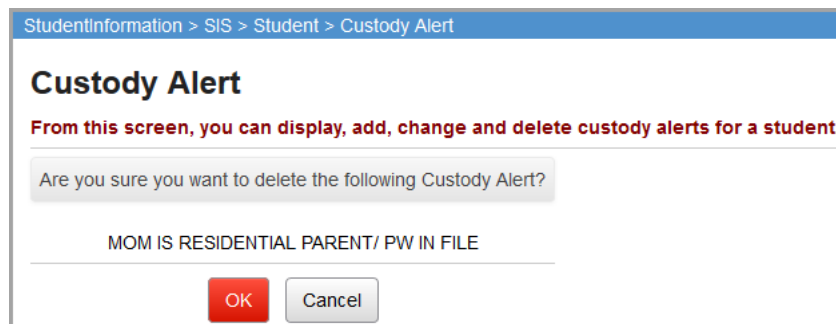 StudentInformation > SIS > Student > Custody Alert
Custody Alert
From this screen, you can display, add, change and delete custody alerts for a student
Are you sure you want to delete the following Custody Alert?
MOM IS RESIDENTIAL PARENT/ PW IN FILE
OK Cancel